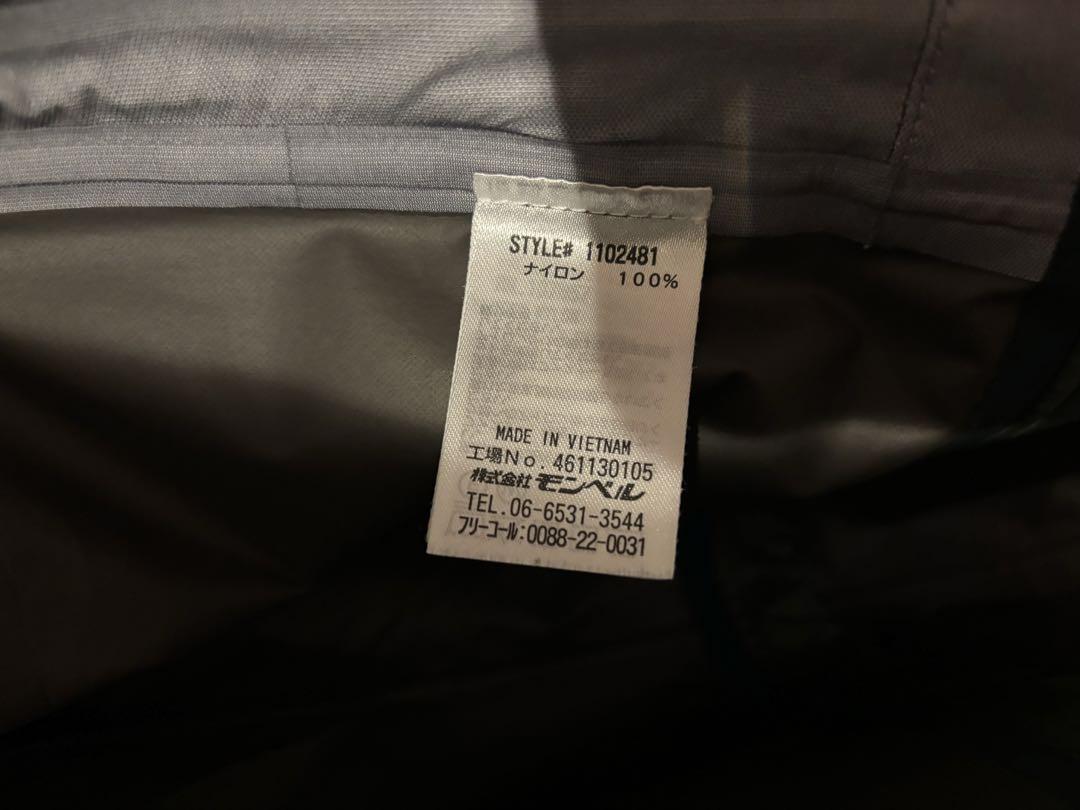 STYLE# 1102481
ナイロン 100%
MADE IN VIETNAM
工場No.461130105
株式会社 モンベル
TEL.06-6531-3544
フリーコール:0088-22-0031